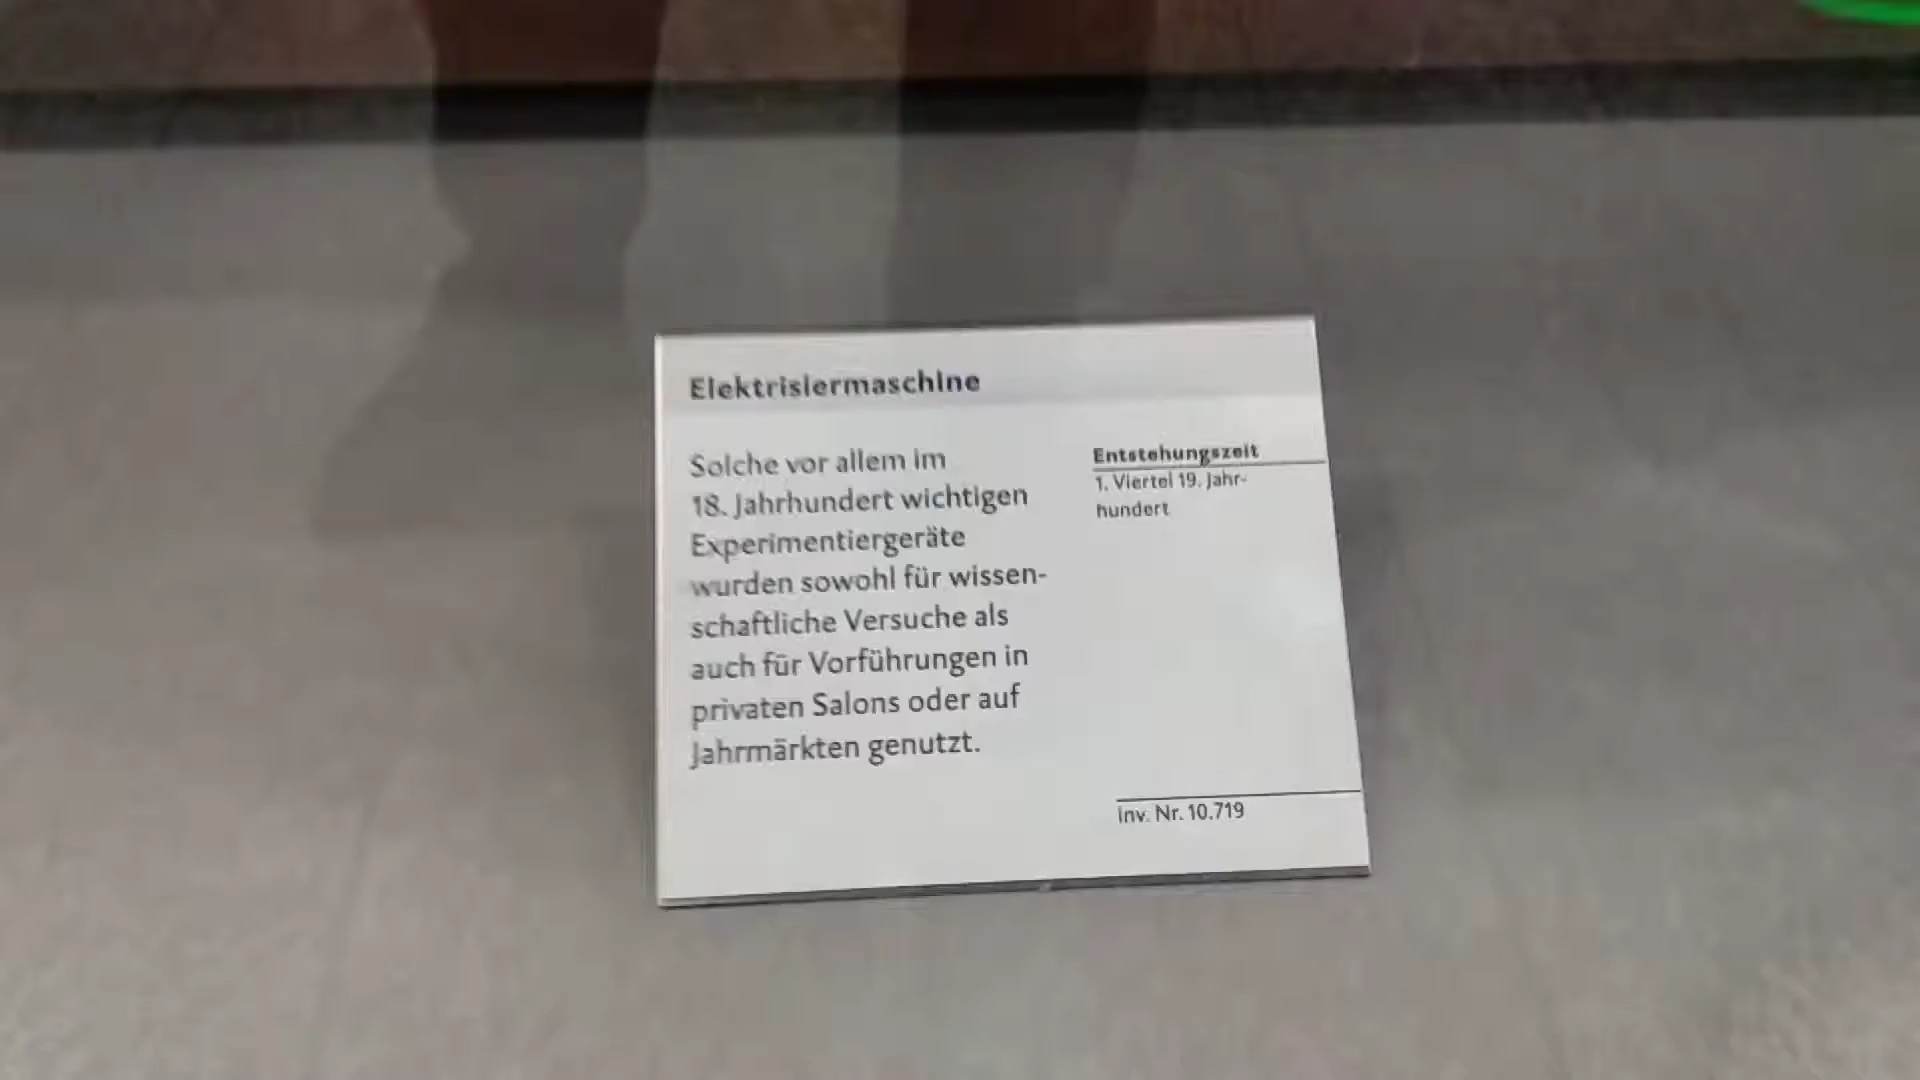 Elektrisiermaschine
Solche vor allem im
18. Jahrhundert wichtigen
Experimentiergeräte
wurden sowohl für wissen-
schaftliche Versuche als
auch für Vorführungen in
privaten Salons oder auf
Jahrmärkten genutzt.
Entstehungszeit
1. Viertel 19. Jahr-
hundert
Inv. Nr. 10.719